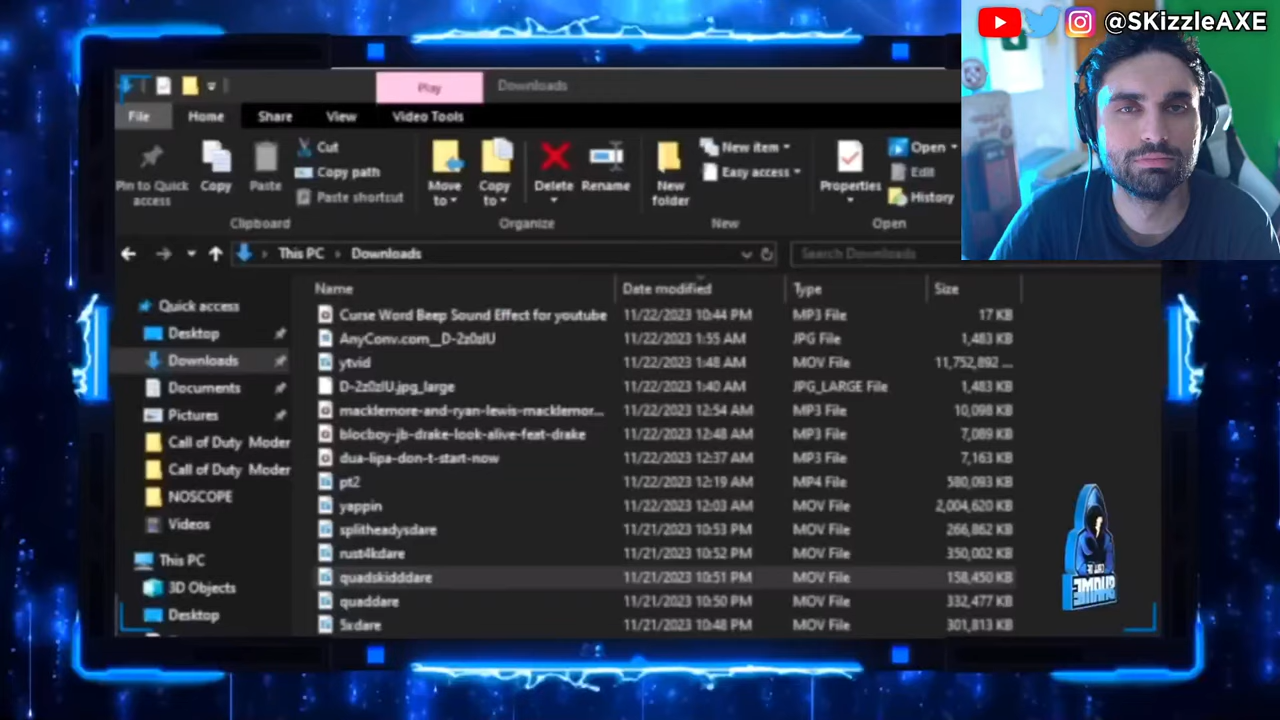 @SKizzleAXE
Play
Downloads
File Home Share View Video Tools
Pin to Quick access
Copy
Paste
Cut
Copy path
Paste shortcut
Clipboard
Move to
Copy to
Delete
Rename
Organize
New folder
New item
Easy access
New
Properties
Open
Edit
History
Open
This PC Downloads
Search Downloads
Name Date modified Type Size
Quick access
Desktop
Downloads
Documents
Pictures
Call of Duty Moder
Call of Duty Moder
NOSCOPE
Videos
This PC
3D Objects
Desktop
Curse Word Beep Sound Effect for youtube 11/22/2023 10:44 PM MP3 File 17 KB
AnyConv.com__D-2z0zIU 11/22/2023 1:55 AM JPG File 1,483 KB
ytvid 11/22/2023 1:48 AM MOV File 11,752,892 ...
D-2z0zIU.jpg_large 11/22/2023 1:40 AM JPG_LARGE File 1,483 KB
macklemore-and-ryan-lewis-macklemor... 11/22/2023 12:54 AM MP3 File 10,098 KB
blocboy-jb-drake-look-alive-feat-drake 11/22/2023 12:48 AM MP3 File 7,089 KB
dua-lipa-don-t-start-now 11/22/2023 12:37 AM MP3 File 7,163 KB
pt2 11/22/2023 12:19 AM MP4 File 580,093 KB
yappin 11/22/2023 12:03 AM MOV File 2,004,620 KB
splitheadysdare 11/21/2023 10:53 PM MOV File 266,862 KB
rust4kdare 11/21/2023 10:52 PM MOV File 350,002 KB
quadskidddare 11/21/2023 10:51 PM MOV File 158,450 KB
quaddare 11/21/2023 10:50 PM MOV File 332,477 KB
5xdare 11/21/2023 10:48 PM MOV File 301,813 KB